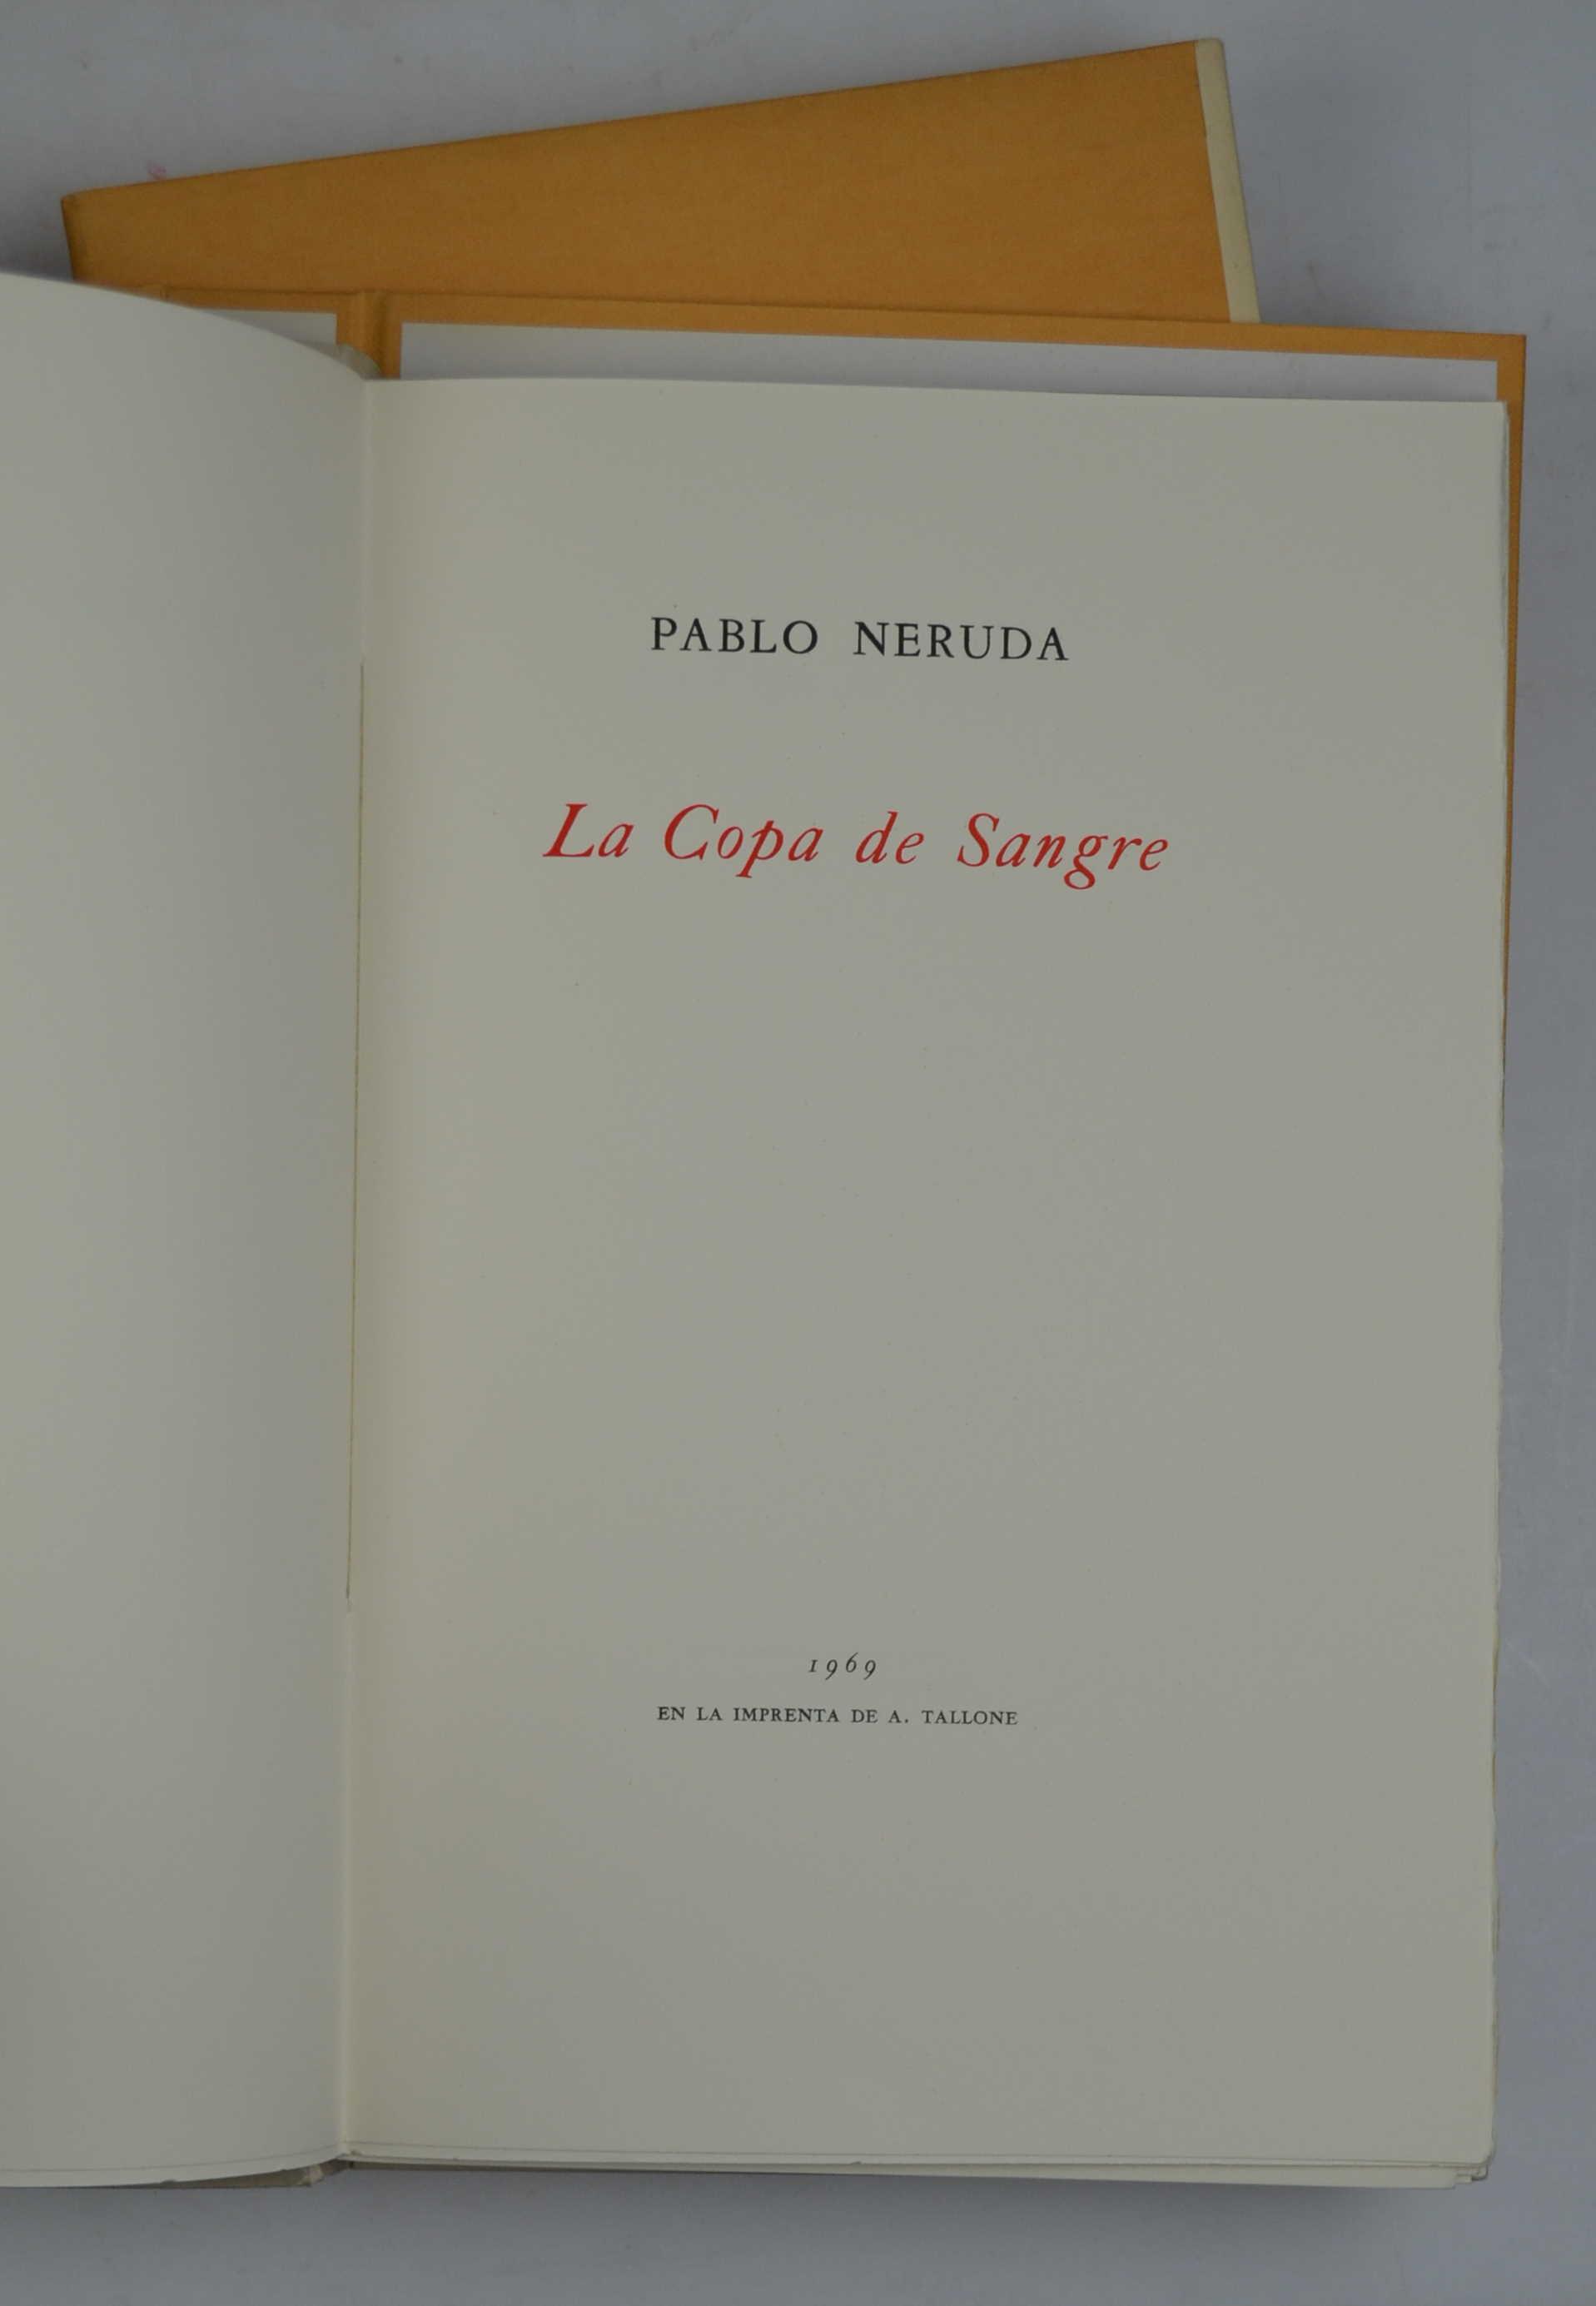 PABLO NERUDA
La Copa de Sangre
1969
EN LA IMPRENTA DE A. TALLONE